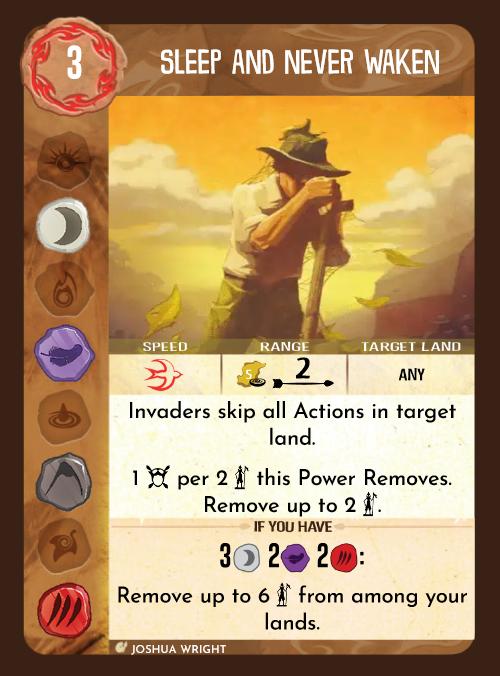 3
SLEEP AND NEVER WAKEN
SPEED
RANGE
TARGET LAND
S
2
ANY
Invaders skip all Actions in target
land.
1 per 2 this Power Removes.
Remove up to 2 .
IF YOU HAVE
3 2 2 :
Remove up to 6 from among your
lands.
JOSHUA WRIGHT